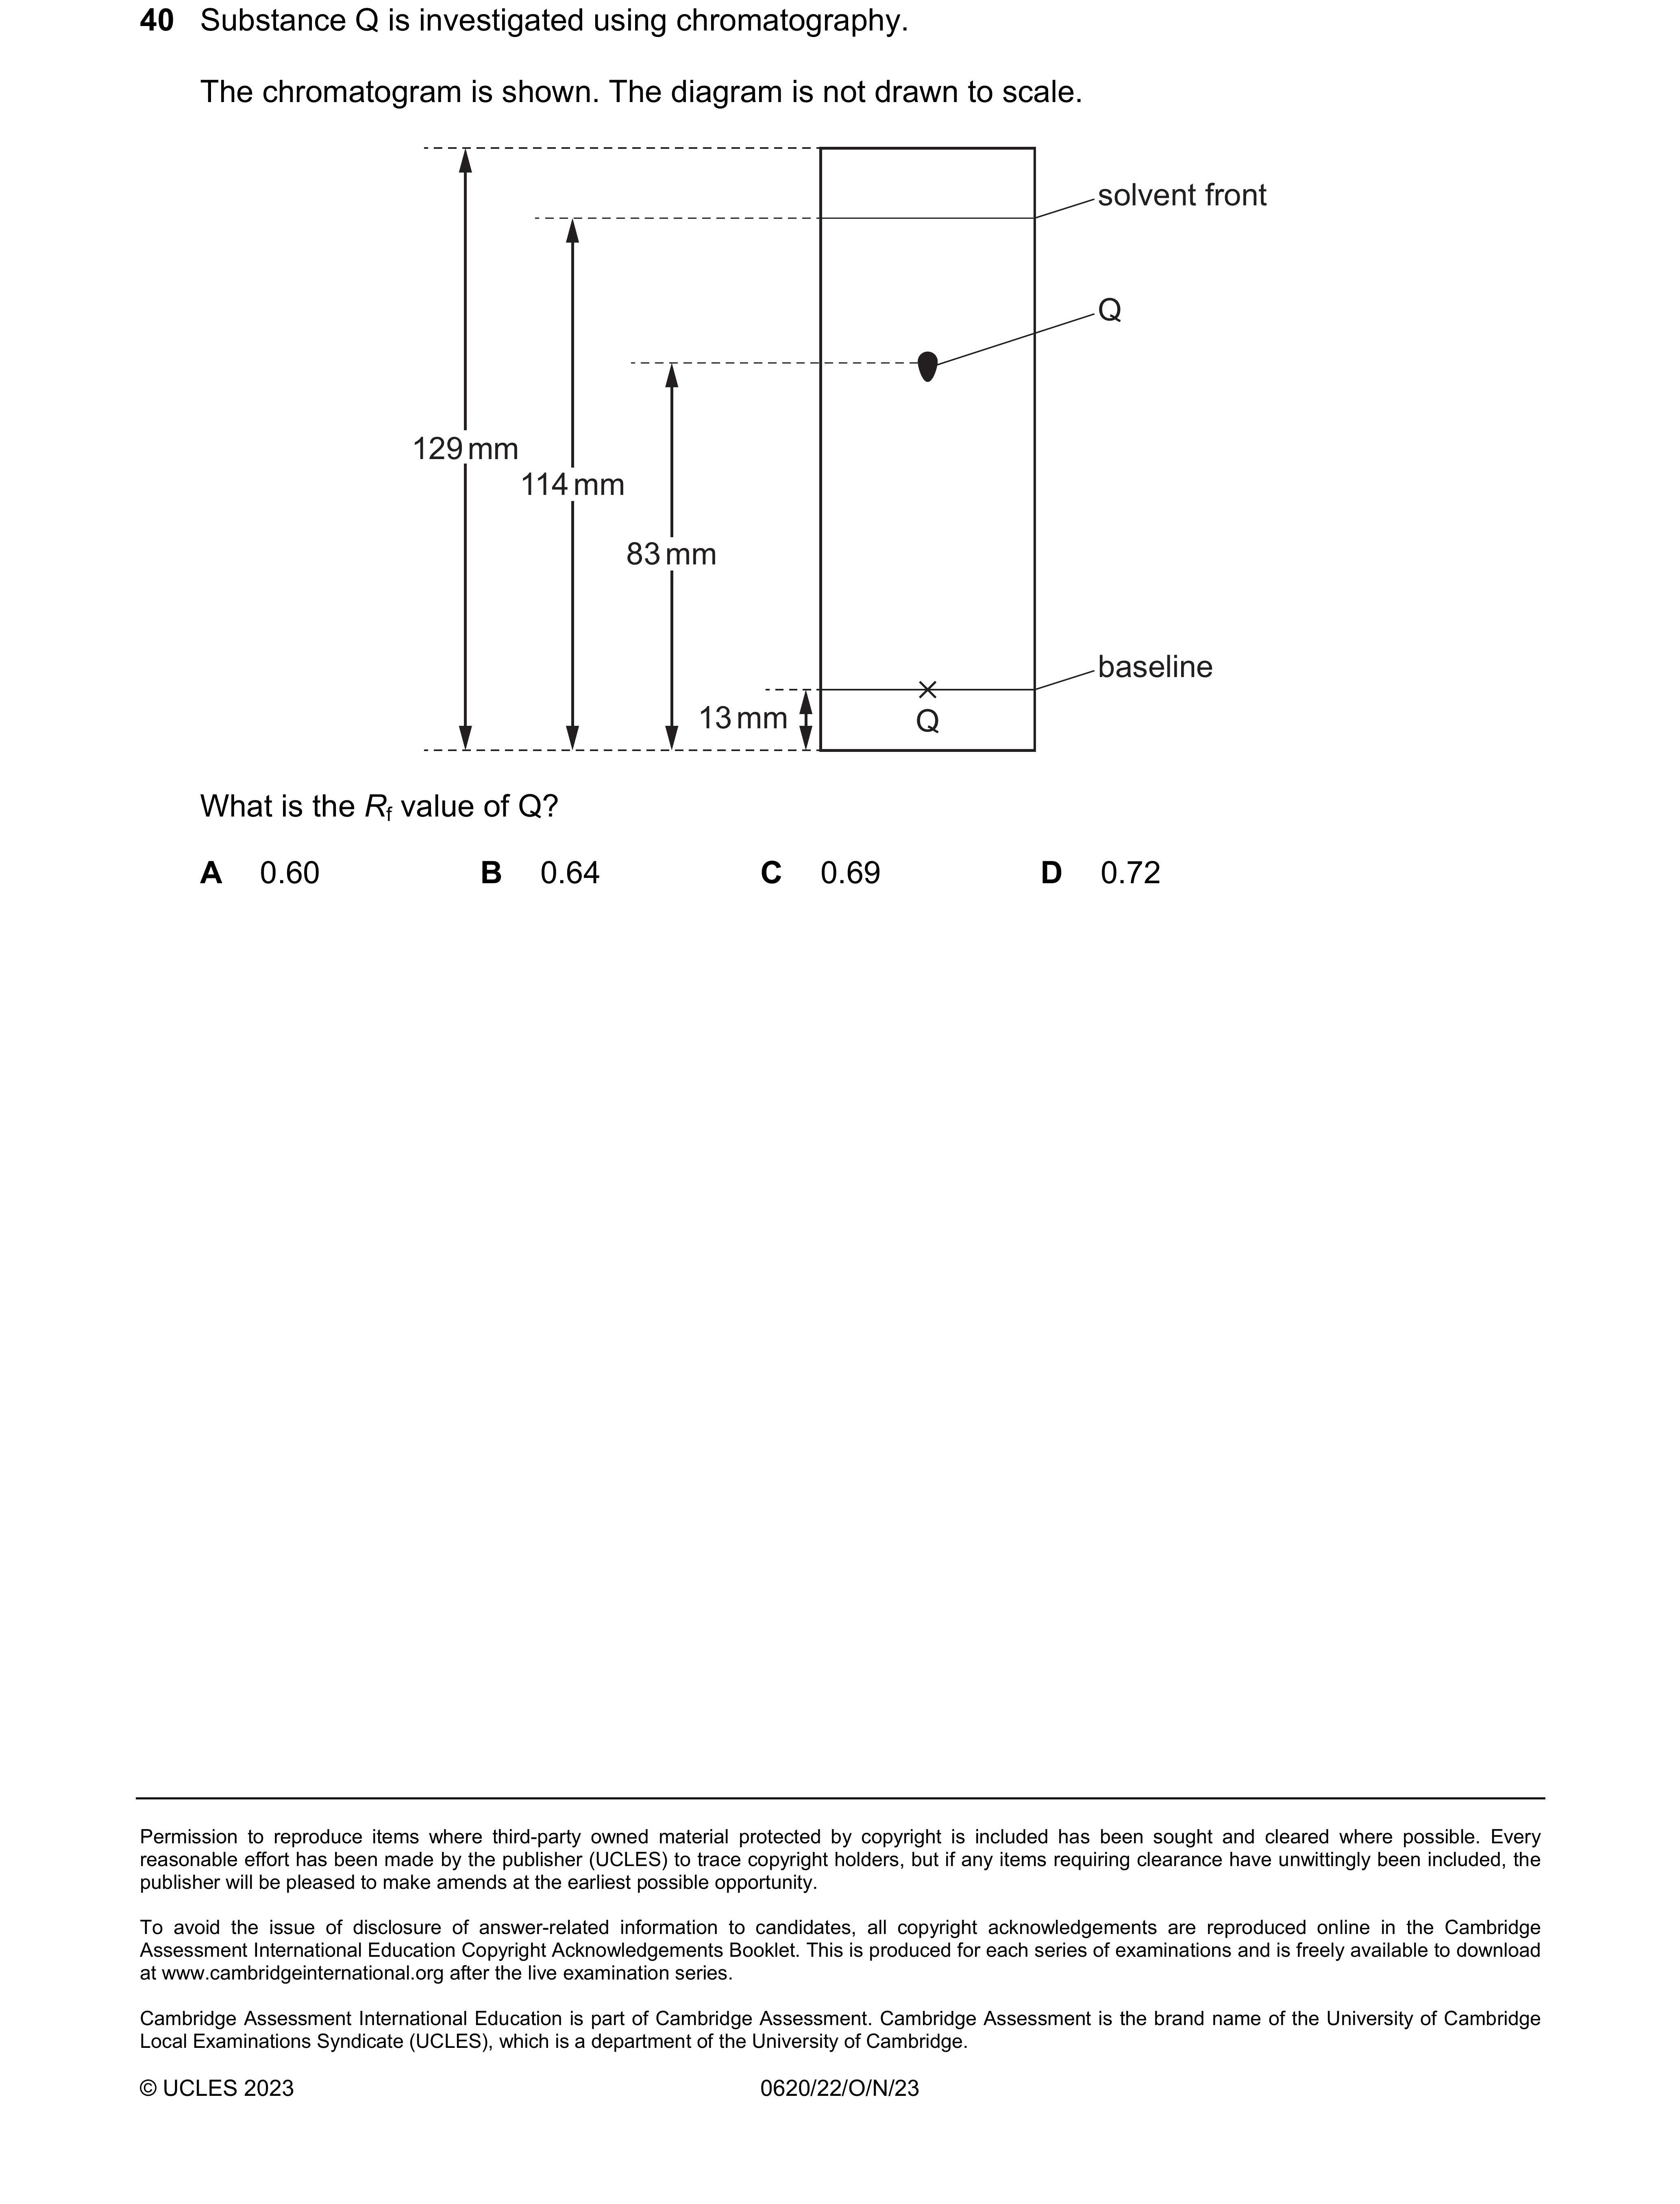 40 Substance Q is investigated using chromatography.
The chromatogram is shown. The diagram is not drawn to scale.
solvent front
Q
129 mm
114 mm
83 mm
baseline
13 mm
Q
What is the Rf value of Q?
A 0.60 B 0.64 C 0.69 D 0.72
Permission to reproduce items where third-party owned material protected by copyright is included has been sought and cleared where possible. Every
reasonable effort has been made by the publisher (UCLES) to trace copyright holders, but if any items requiring clearance have unwittingly been included, the
publisher will be pleased to make amends at the earliest possible opportunity.
To avoid the issue of disclosure of answer-related information to candidates, all copyright acknowledgements are reproduced online in the Cambridge
Assessment International Education Copyright Acknowledgements Booklet. This is produced for each series of examinations and is freely available to download
at www.cambridgeinternational.org after the live examination series.
Cambridge Assessment International Education is part of Cambridge Assessment. Cambridge Assessment is the brand name of the University of Cambridge
Local Examinations Syndicate (UCLES), which is a department of the University of Cambridge.
© UCLES 2023 0620/22/O/N/23